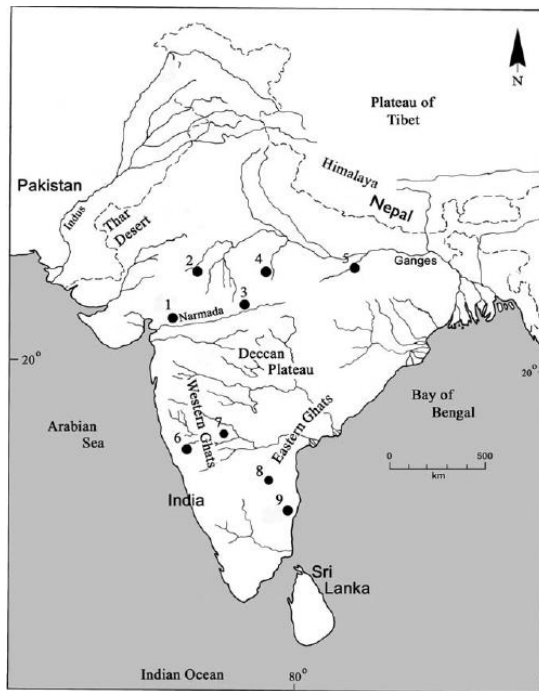 N
Plateau of
Tibet
Himalaya
Nepal
Pakistan
Indus
Thar
Desert
2
4
5
Ganges
1
3
Narmada
20°
20°
Deccan
Plateau
Western Ghats
Eastern Ghats
Bay of
Bengal
Arabian
Sea
7
6
0
500
km
8
India
9
Sri
Lanka
Indian Ocean
80°